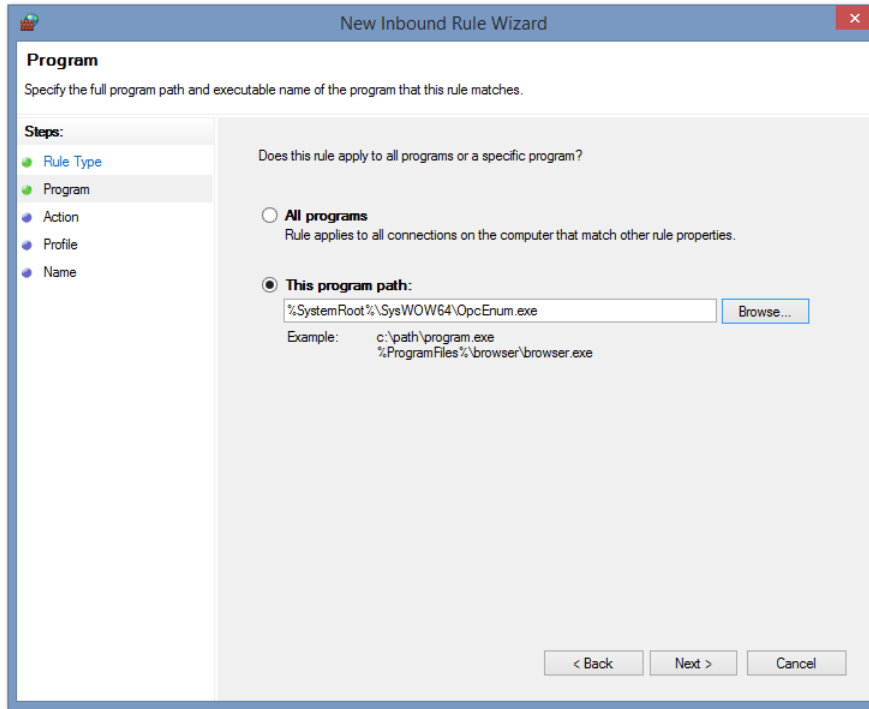 New Inbound Rule Wizard
Program
Specify the full program path and executable name of the program that this rule matches.
Steps:
Rule Type
Program
Action
Profile
Name
Does this rule apply to all programs or a specific program?
All programs
Rule applies to all connections on the computer that match other rule properties.
This program path:
%SystemRoot%\SysWOW64\OpcEnum.exe
Browse...
Example: c:\path\program.exe
%ProgramFiles%\browser\browser.exe
< Back Next > Cancel